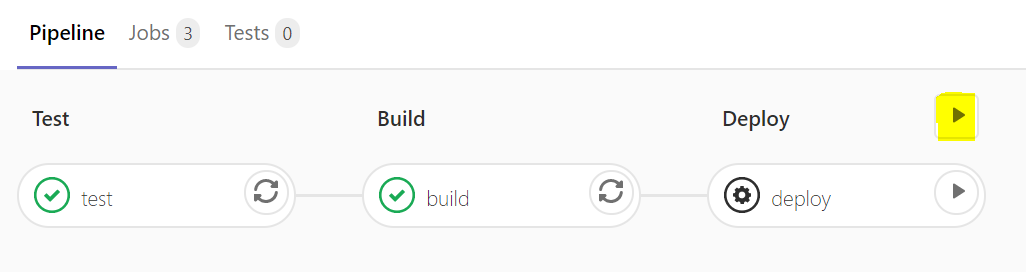 Pipeline Jobs 3 Tests 0
Test Build Deploy
test build deploy